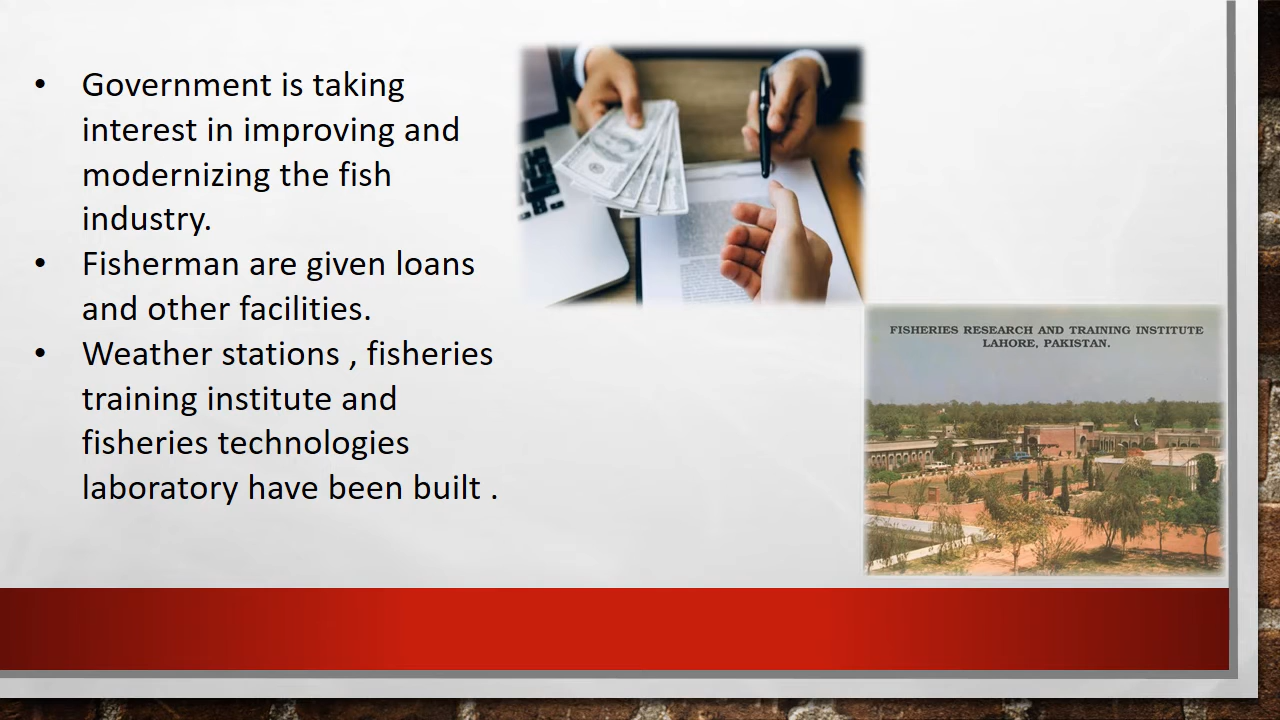 • Government is taking
interest in improving and
modernizing the fish
industry.
• Fisherman are given loans
and other facilities.
• Weather stations , fisheries
training institute and
fisheries technologies
laboratory have been built .
FISHERIES RESEARCH AND TRAINING INSTITUTE
LAHORE, PAKISTAN.